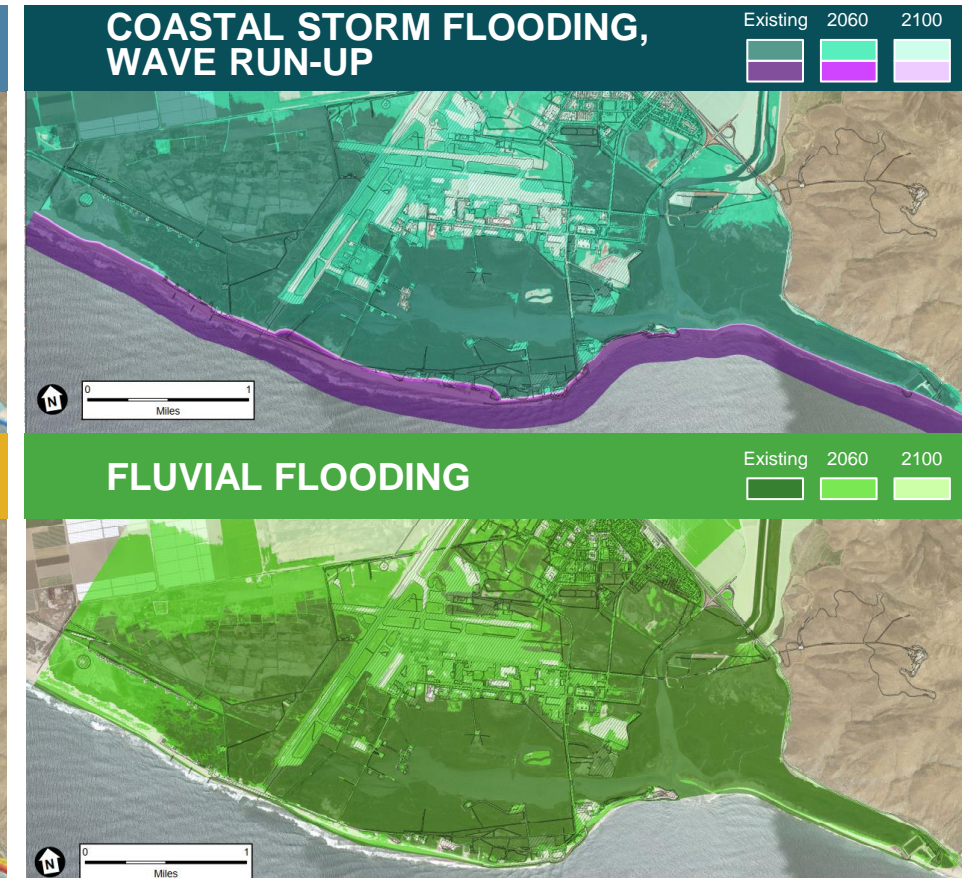 COASTAL STORM FLOODING,
WAVE RUN-UP
Existing 2060 2100
N
0 1
Miles
FLUVIAL FLOODING
Existing 2060 2100
N
0 1
Miles